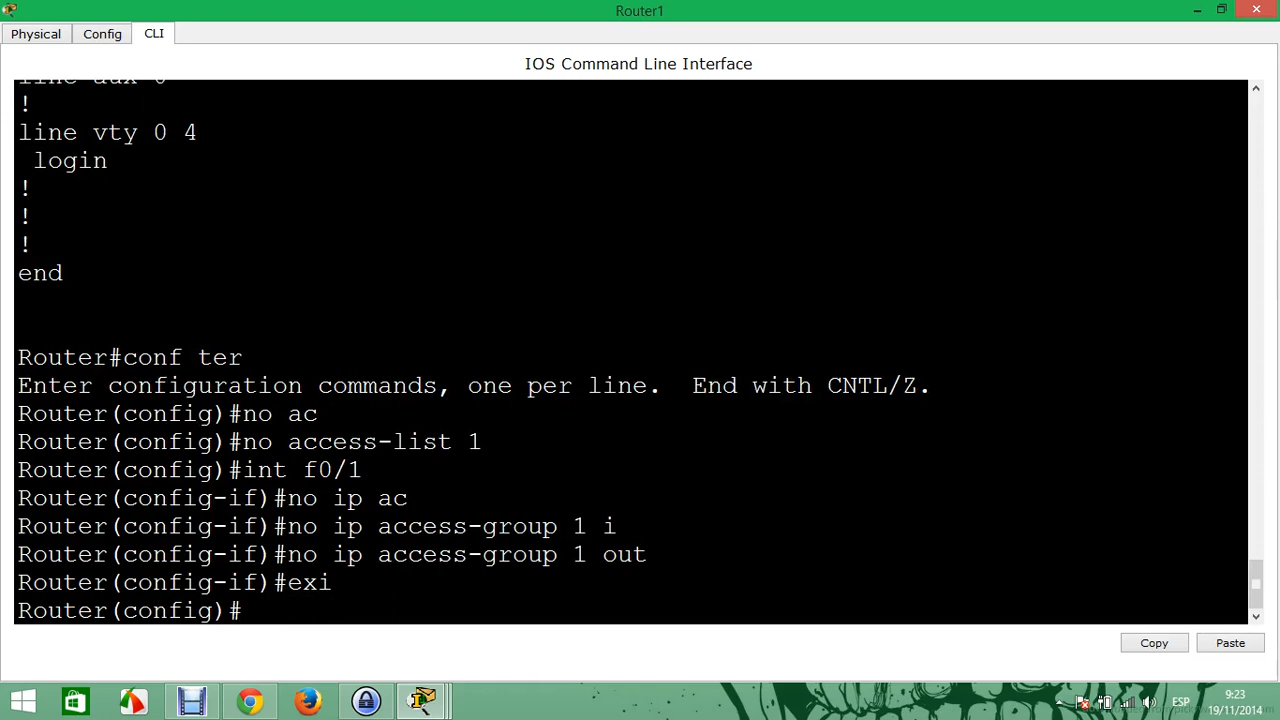 Router1
Physical
Config
CLI
IOS Command Line Interface
line aux 0
!
line vty 0 4
login
!
!
!
end
Router#conf ter
Enter configuration commands, one per line.  End with CNTL/Z.
Router(config)#no ac
Router(config)#no access-list 1
Router(config)#int f0/1
Router(config-if)#no ip ac
Router(config-if)#no ip access-group 1 i
Router(config-if)#no ip access-group 1 out
Router(config-if)#exi
Router(config)#
Copy
Paste
ESP
9:23
19/11/2014